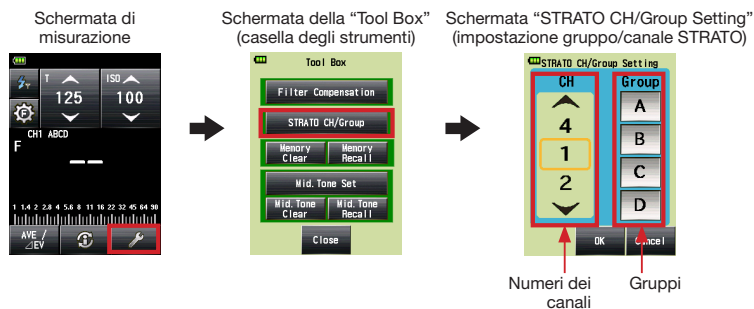 Schermata di
misurazione
T
ISO
125
100
CH1 ABCD
F
1 1.4 2 2.8 4 5.6 8 11 16 22 32 45 64 90
AVE /
⊿EV
Schermata della “Tool Box”
(casella degli strumenti)
Tool Box
Filter Compensation
STRATO CH/Group
Memory
Clear
Memory
Recall
Mid. Tone Set
Mid. Tone
Clear
Mid. Tone
Recall
Close
Schermata “STRATO CH/Group Setting”
(impostazione gruppo/canale STRATO)
STRATO CH/Group Setting
CH
Group
4
1
2
A
B
C
D
OK
Cancel
Numeri dei
canali
Gruppi